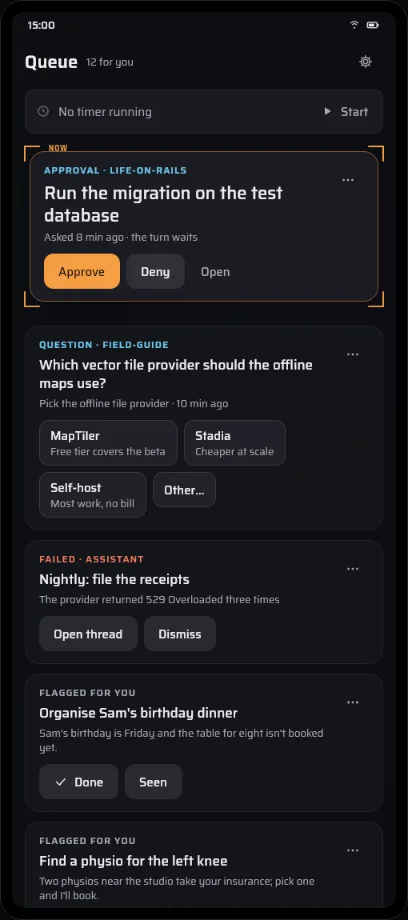 15:00
Queue 12 for you
No timer running Start
NOW
APPROVAL · LIFE-ON-RAILS
Run the migration on the test
database
Asked 8 min ago · the turn waits
Approve Deny Open
QUESTION · FIELD-GUIDE
Which vector tile provider should the offline
maps use?
Pick the offline tile provider · 10 min ago
MapTiler
Free tier covers the beta
Stadia
Cheaper at scale
Self-host
Most work, no bill
Other...
FAILED · ASSISTANT
Nightly: file the receipts
The provider returned 529 Overloaded three times
Open thread Dismiss
FLAGGED FOR YOU
Organise Sam's birthday dinner
Sam's birthday is Friday and the table for eight isn't booked
yet.
Done Seen
FLAGGED FOR YOU
Find a physio for the left knee
Two physios near the studio take your insurance; pick one
and I'll book.